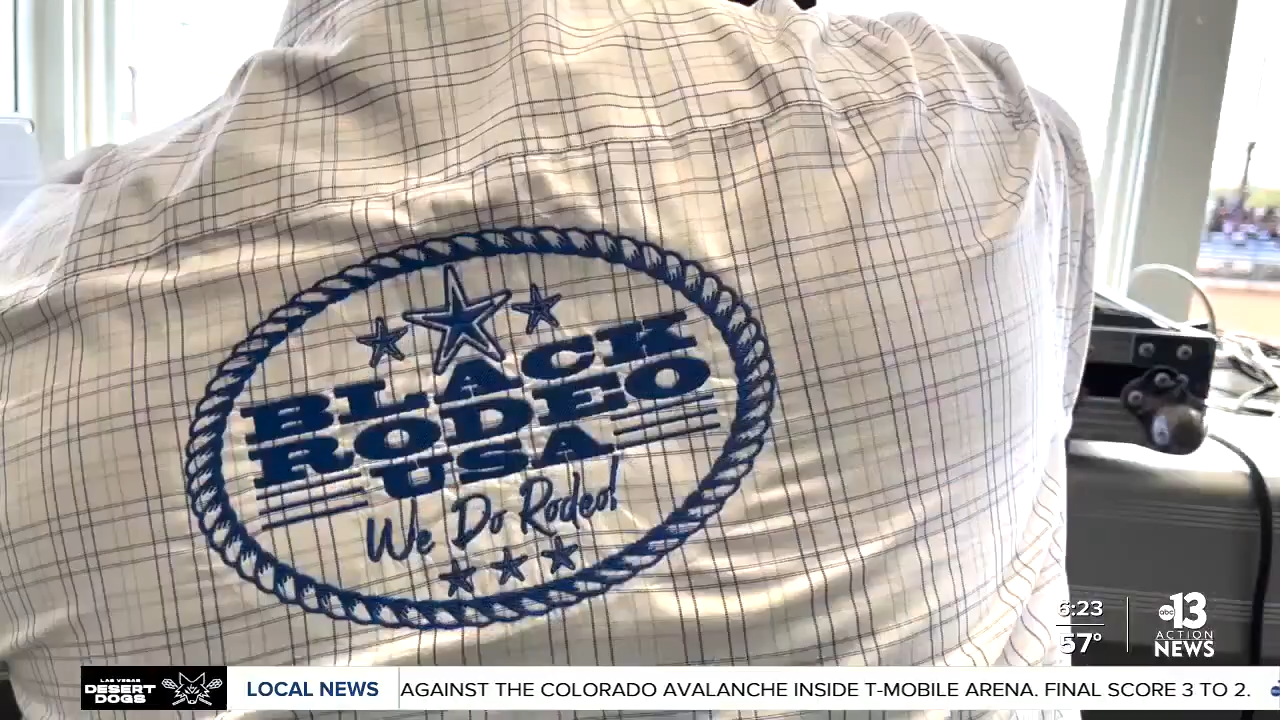 BLACK
RODEO
USA
We Do Rodeo!
6:23
57°
abc 13
ACTION
NEWS
LAS VEGAS
DESERT
DOGS
LOCAL NEWS
AGAINST THE COLORADO AVALANCHE INSIDE T-MOBILE ARENA. FINAL SCORE 3 TO 2.